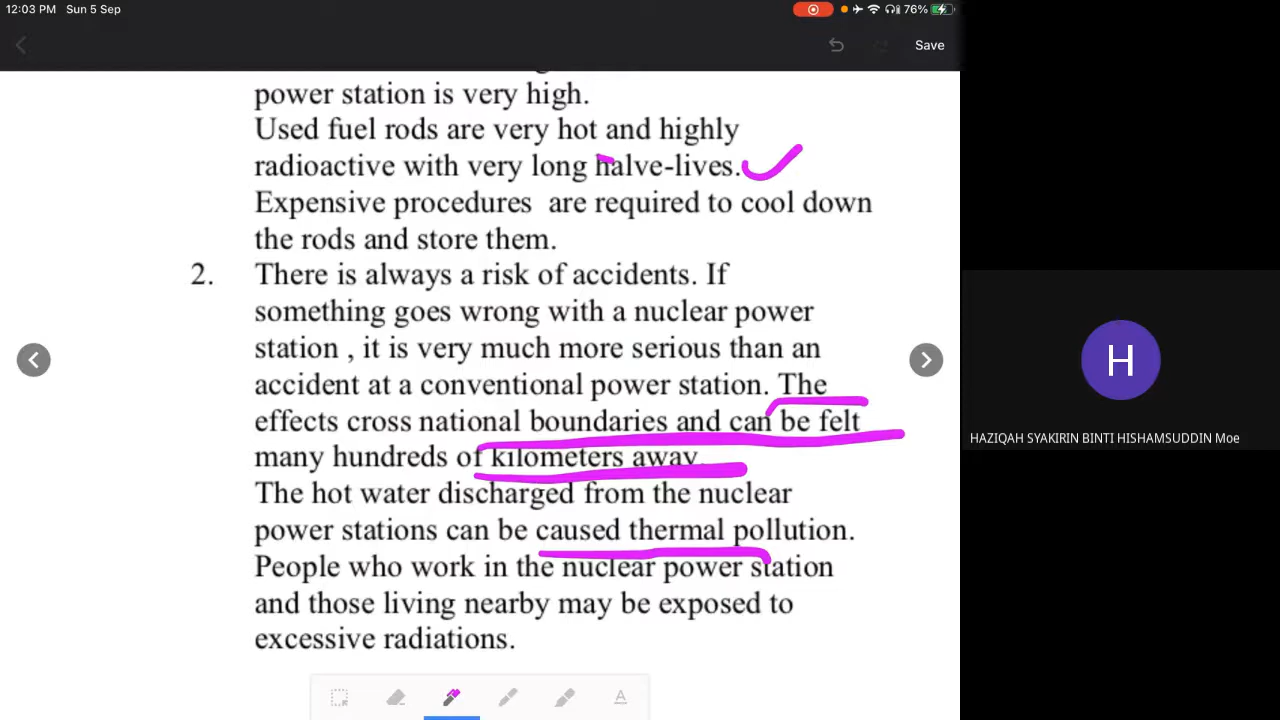 12:03 PM Sun 5 Sep
76%
Save
power station is very high.
Used fuel rods are very hot and highly
radioactive with very long halve-lives.
Expensive procedures are required to cool down
the rods and store them.
2. There is always a risk of accidents. If
something goes wrong with a nuclear power
station , it is very much more serious than an
accident at a conventional power station. The
effects cross national boundaries and can be felt
many hundreds of kilometers away.
The hot water discharged from the nuclear
power stations can be caused thermal pollution.
People who work in the nuclear power station
and those living nearby may be exposed to
excessive radiations.
A
H
HAZIQAH SYAKIRIN BINTI HISHAMSUDDIN Moe